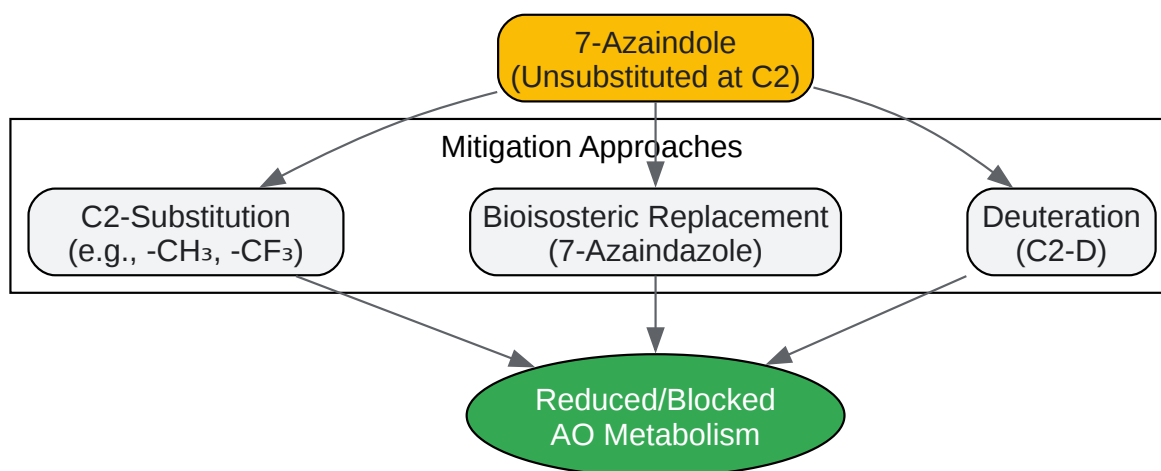 7-Azaindole
(Unsubstituted at C2)
Mitigation Approaches
C2-Substitution
(e.g., -CH₃, -CF₃)
Bioisosteric Replacement
(7-Azaindazole)
Deuteration
(C2-D)
Reduced/Blocked
AO Metabolism